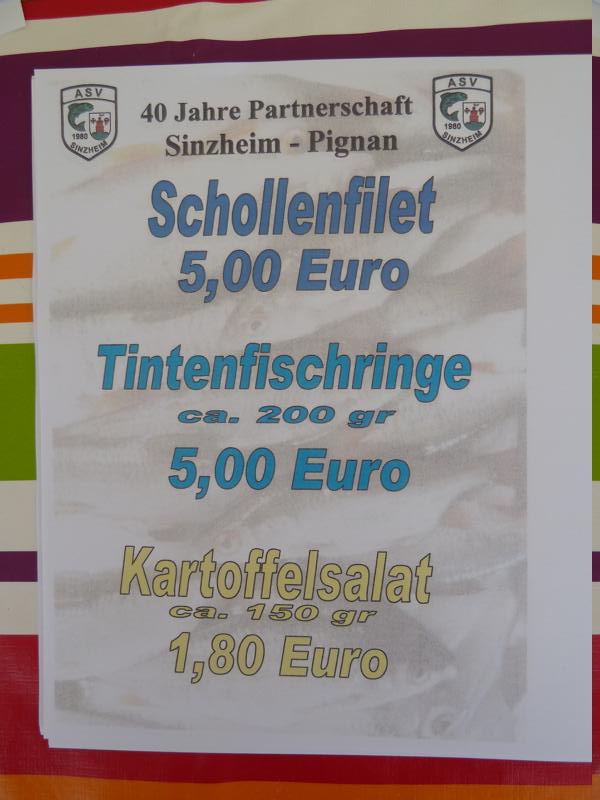 ASV
1980
SINZHEIM
40 Jahre Partnerschaft
Sinzheim - Pignan
ASV
1980
SINZHEIM
Schollenfilet
5,00 Euro
Tintenfischringe
ca. 200 gr
5,00 Euro
Kartoffelsalat
ca. 150 gr
1,80 Euro